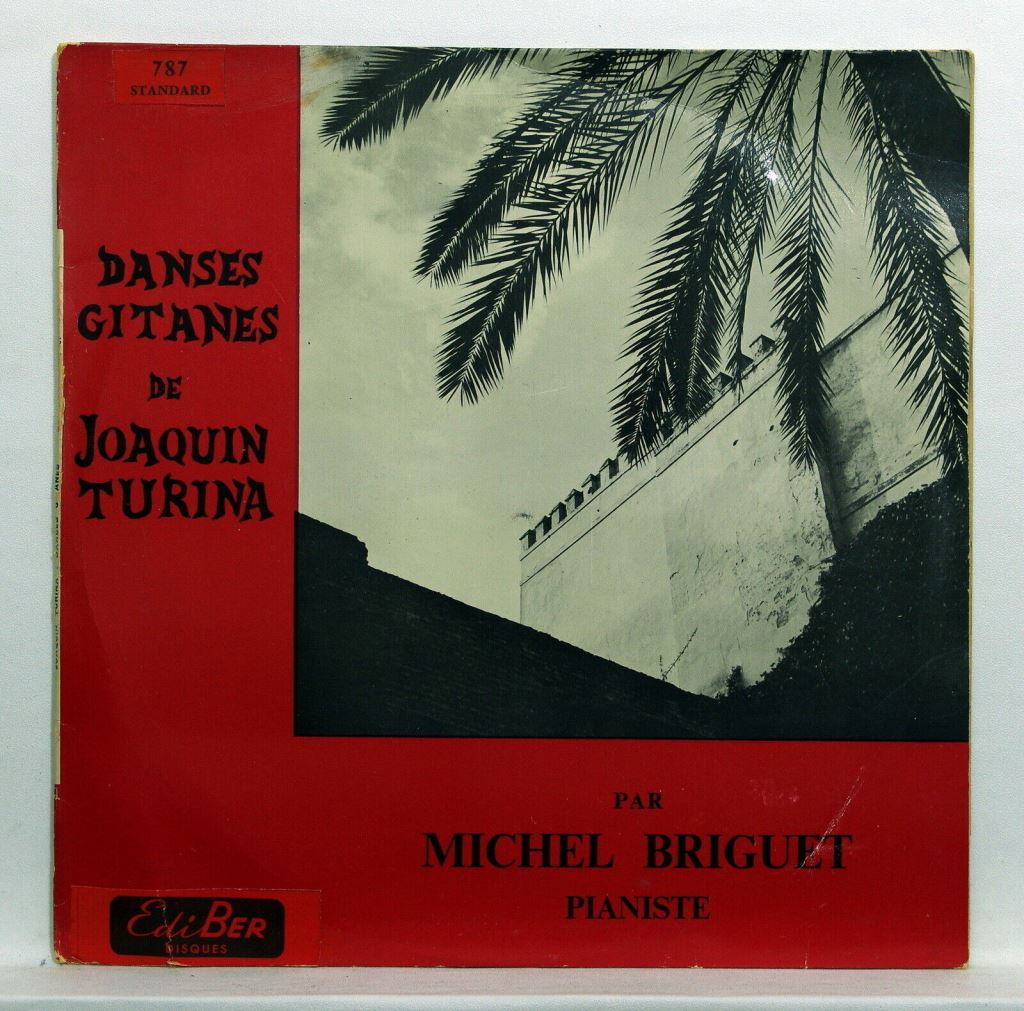 787
STANDARD
DANSES
GITANES
DE
JOAQUIN
TURINA
PAR
MICHEL BRIGUET
PIANISTE
EdiBER
DISQUES